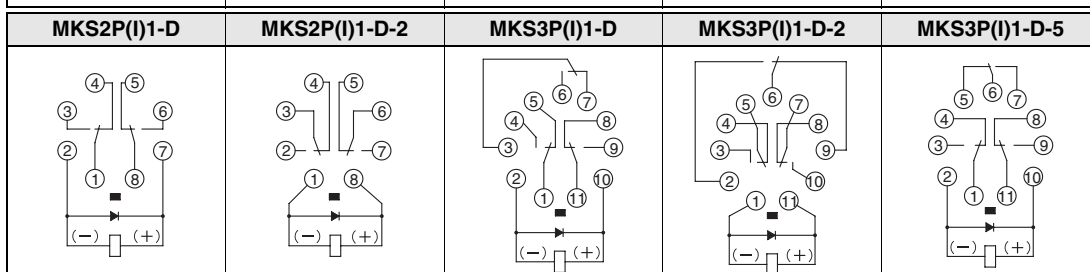 MKS2P(I)1-D MKS2P(I)1-D-2 MKS3P(I)1-D MKS3P(I)1-D-2 MKS3P(I)1-D-5
4 5 3 6 2 7 1 8 (−) (+)
4 5 3 6 2 7 1 8 (−) (+)
6 7 5 4 8 3 9 2 10 1 11 (−) (+)
6 5 7 4 8 3 9 2 10 1 11 (−) (+)
5 6 7 4 8 3 9 2 10 1 11 (−) (+)